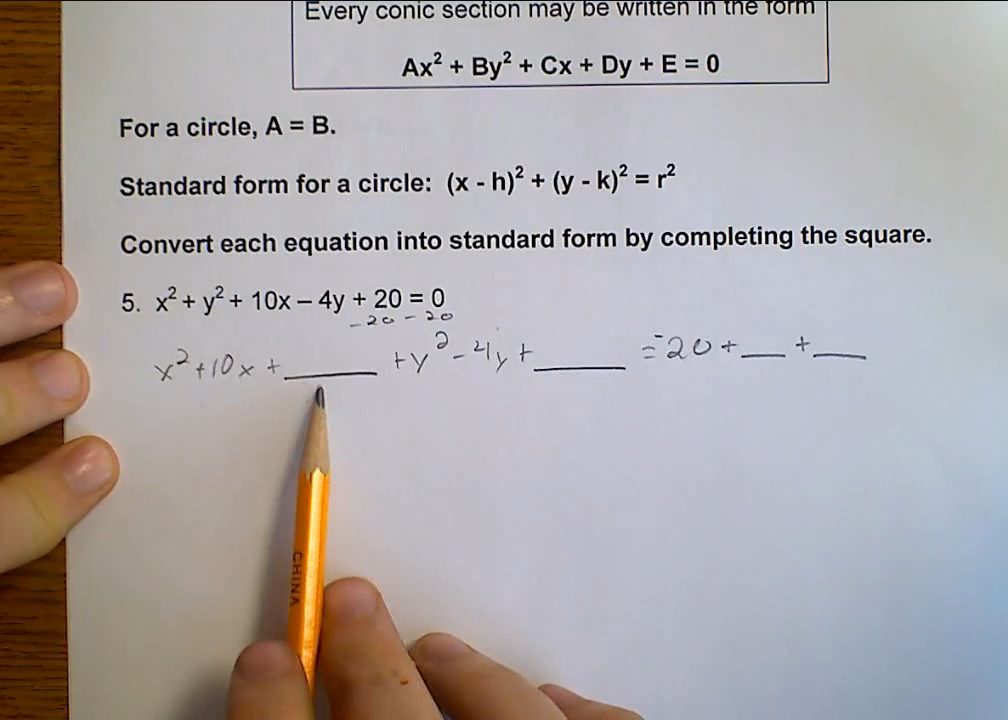 Every conic section may be written in the form
Ax² + By² + Cx + Dy + E = 0
For a circle, A = B.
Standard form for a circle: (x - h)² + (y - k)² = r²
Convert each equation into standard form by completing the square.
5. x² + y² + 10x – 4y + 20 = 0
- 20 - 20
x² + 10x + ____ + y² - 4y + ____ = -20 + __ + __
CHINA